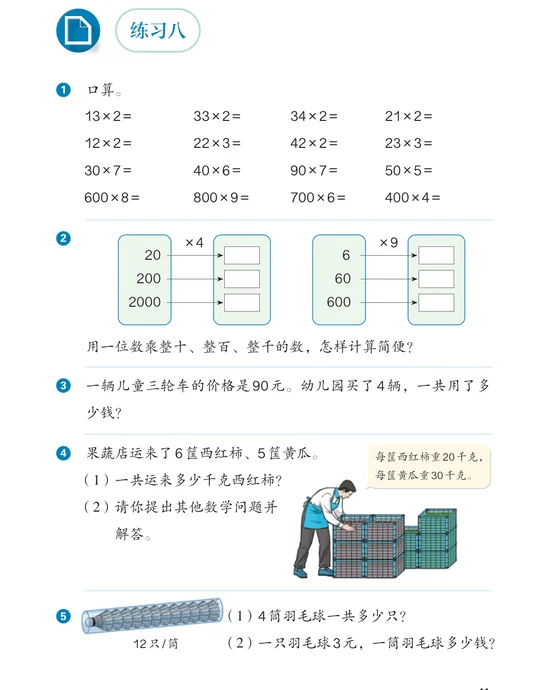 练习八
1 口算。
13×2= 33×2= 34×2= 21×2=
12×2= 22×3= 42×2= 23×3=
30×7= 40×6= 90×7= 50×5=
600×8= 800×9= 700×6= 400×4=
2
×4 ×9
20 6
200 60
2000 600
用一位数乘整十、整百、整千的数，怎样计算简便？
3 一辆儿童三轮车的价格是90元。幼儿园买了4辆，一共用了多
少钱？
4 果蔬店运来了6筐西红柿、5筐黄瓜。
每筐西红柿重20千克，
每筐黄瓜重30千克。
（1）一共运来多少千克西红柿？
（2）请你提出其他数学问题并
解答。
5
12只/筒
（1）4筒羽毛球一共多少只？
（2）一只羽毛球3元，一筒羽毛球多少钱？